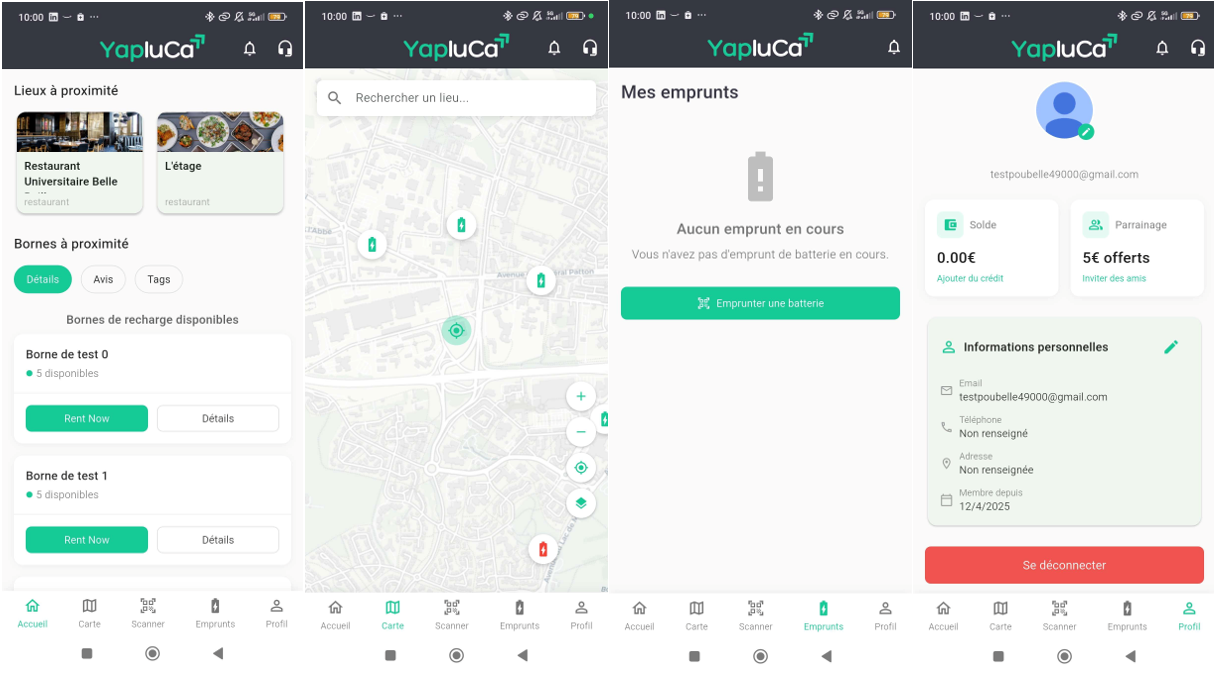 10:00
YapluCa
Lieux à proximité
Restaurant
Universitaire Belle
restaurant
L'étage
restaurant
Bornes à proximité
Détails
Avis
Tags
Bornes de recharge disponibles
Borne de test 0
5 disponibles
Rent Now
Détails
Borne de test 1
5 disponibles
Rent Now
Détails
Accueil
Carte
Scanner
Emprunts
Profil
10:00
YapluCa
Rechercher un lieu...
Accueil
Carte
Scanner
Emprunts
Profil
10:00
YapluCa
Mes emprunts
Aucun emprunt en cours
Vous n'avez pas d'emprunt de batterie en cours.
Emprunter une batterie
Accueil
Carte
Scanner
Emprunts
Profil
10:00
YapluCa
testpoubelle49000@gmail.com
Solde
0.00€
Ajouter du crédit
Parrainage
5€ offerts
Inviter des amis
Informations personnelles
Email
testpoubelle49000@gmail.com
Téléphone
Non renseigné
Adresse
Non renseignée
Membre depuis
12/4/2025
Se déconnecter
Accueil
Carte
Scanner
Emprunts
Profil